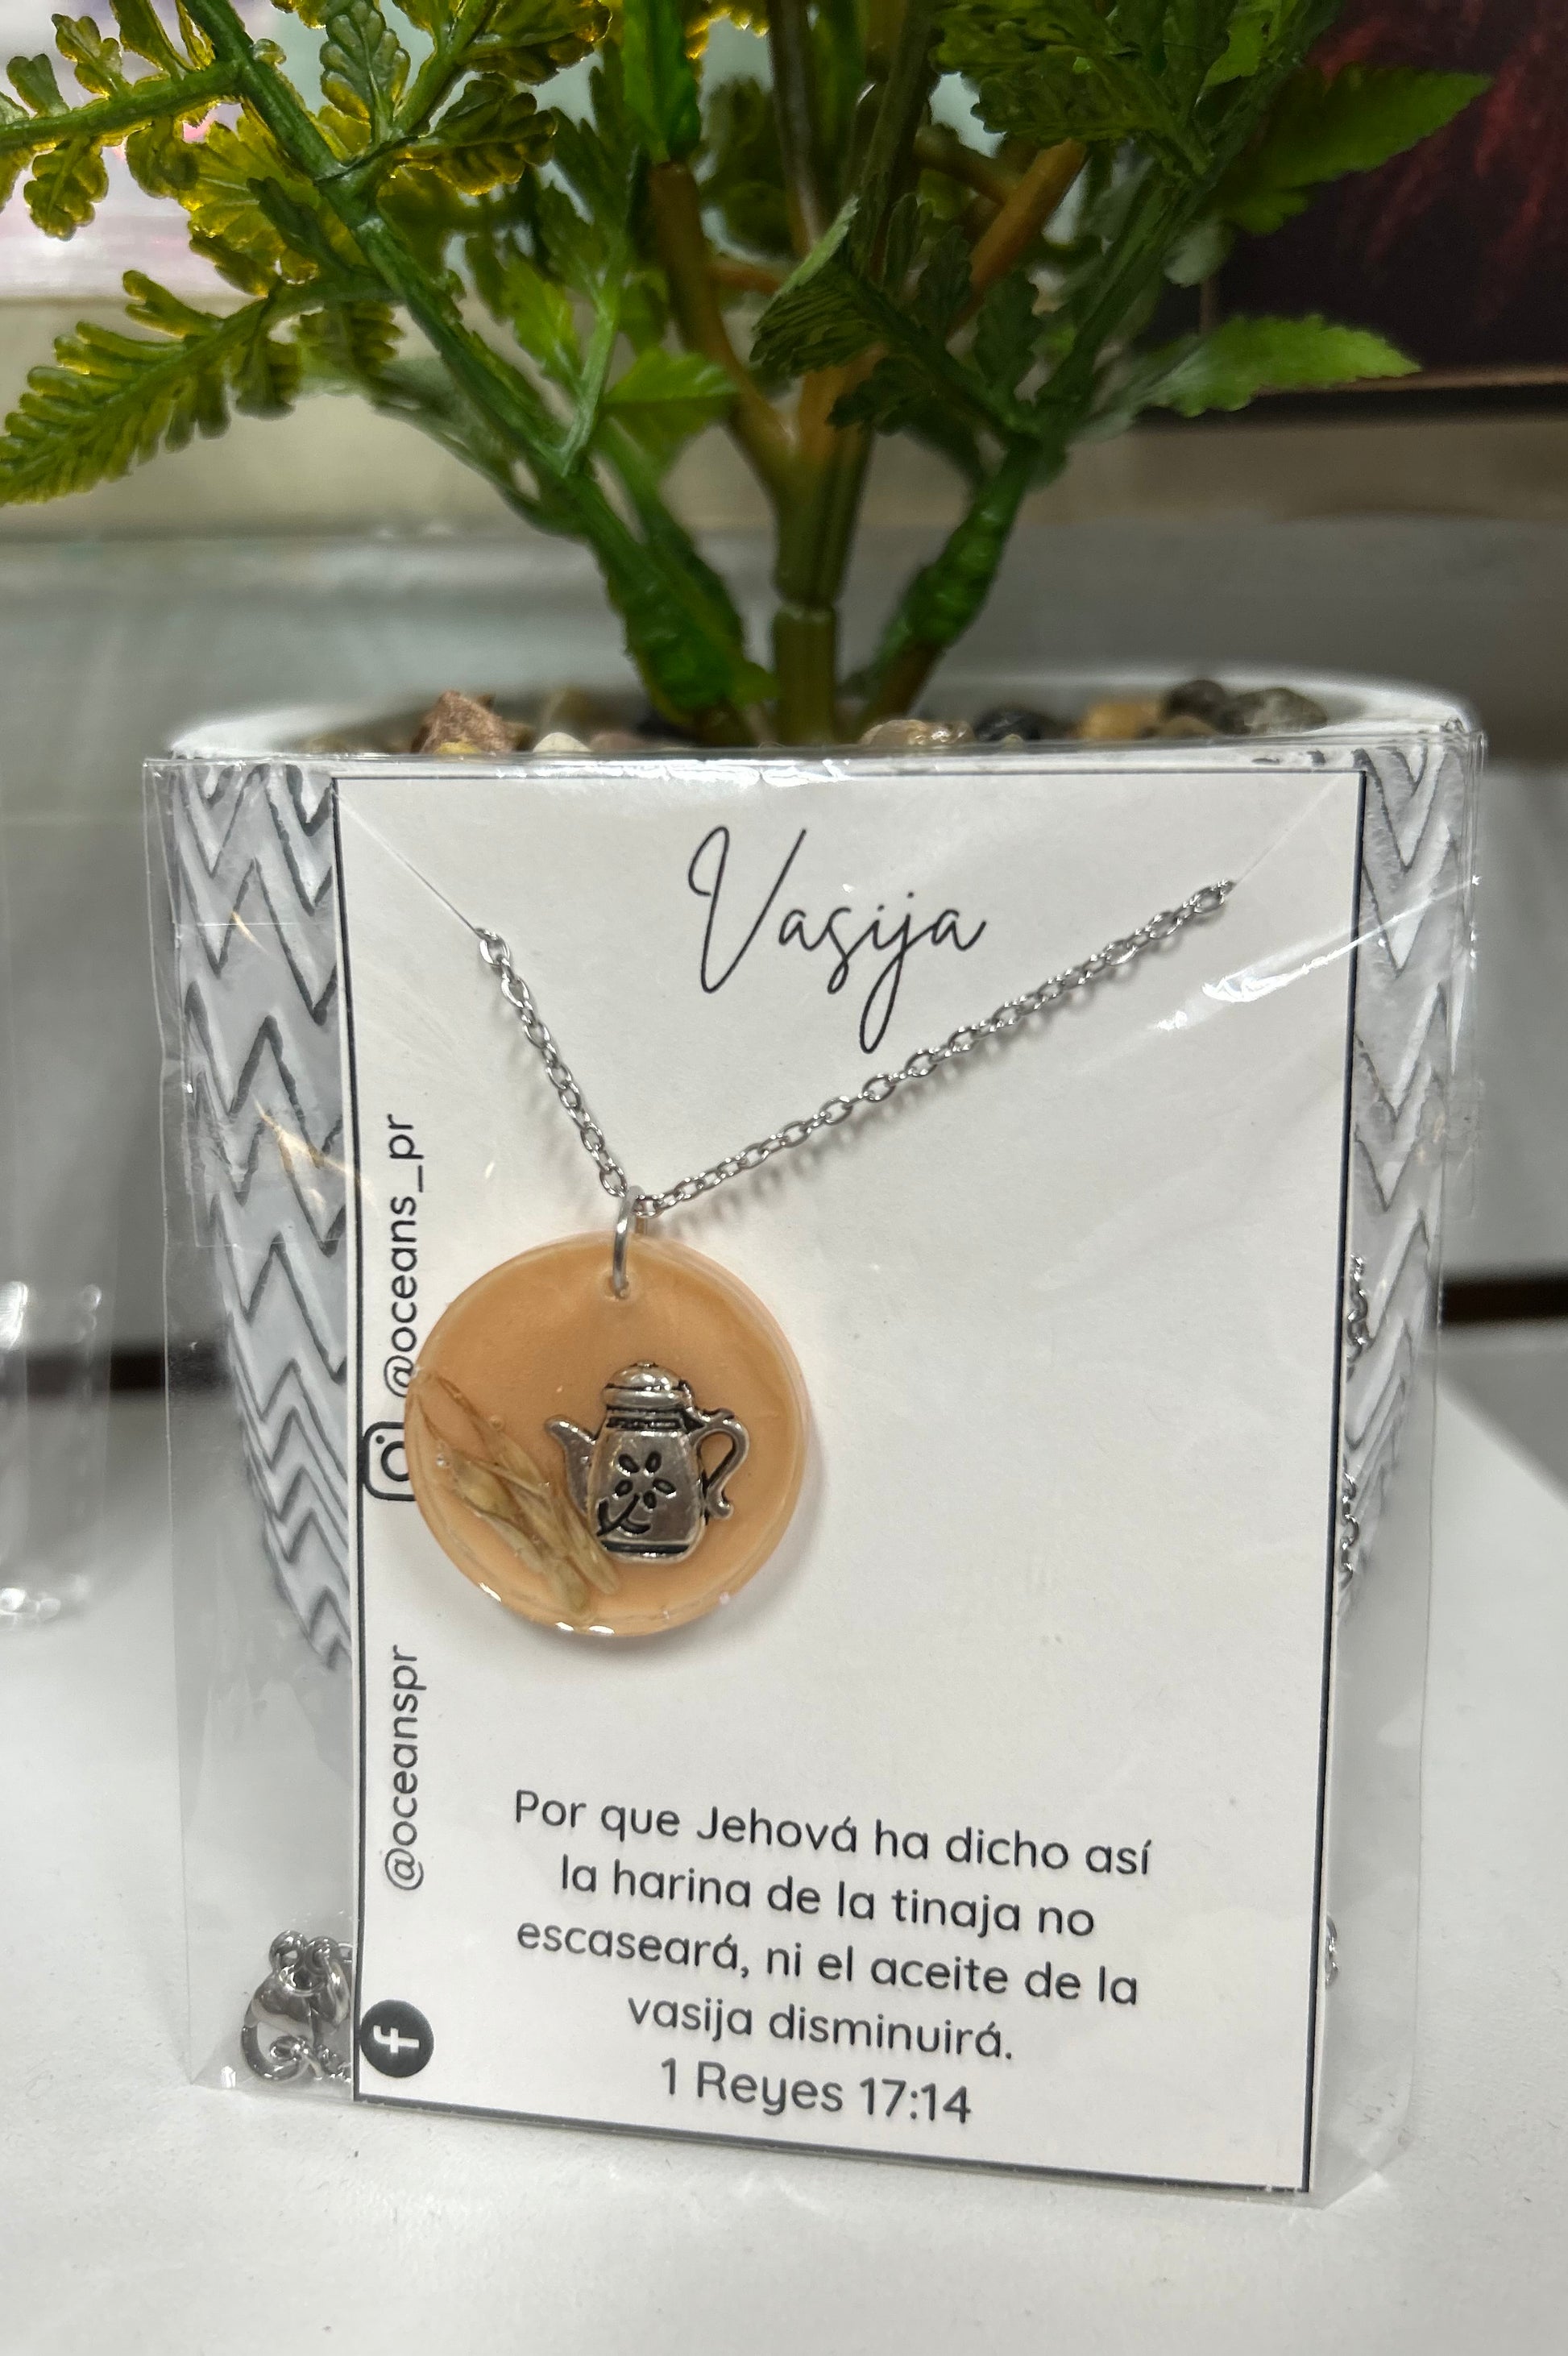 Vasija
@oceans_pr
@oceanspr
Por que Jehová ha dicho así
la harina de la tinaja no
escaseará, ni el aceite de la
vasija disminuirá.
1 Reyes 17:14